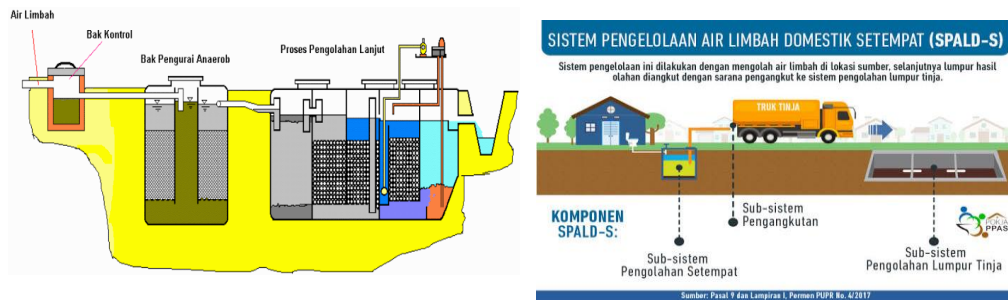 Air Limbah
Bak Kontrol
Bak Pengurai Anaerob
Proses Pengolahan Lanjut
SISTEM PENGELOLAAN AIR LIMBAH DOMESTIK SETEMPAT (SPALD-S)
Sistem pengelolaan ini dilakukan dengan mengolah air limbah di lokasi sumber, selanjutnya lumpur hasil
olahan diangkut dengan sarana pengangkut ke sistem pengolahan lumpur tinja.
TRUK TINJA
KOMPONEN
SPALD-S:
Sub-sistem
Pengolahan Setempat
Sub-sistem
Pengangkutan
Sub-sistem
Pengolahan Lumpur Tinja
POKJA
PPAS
Sumber: Pasal 9 dan Lampiran I, Permen PUPR No. 4/2017